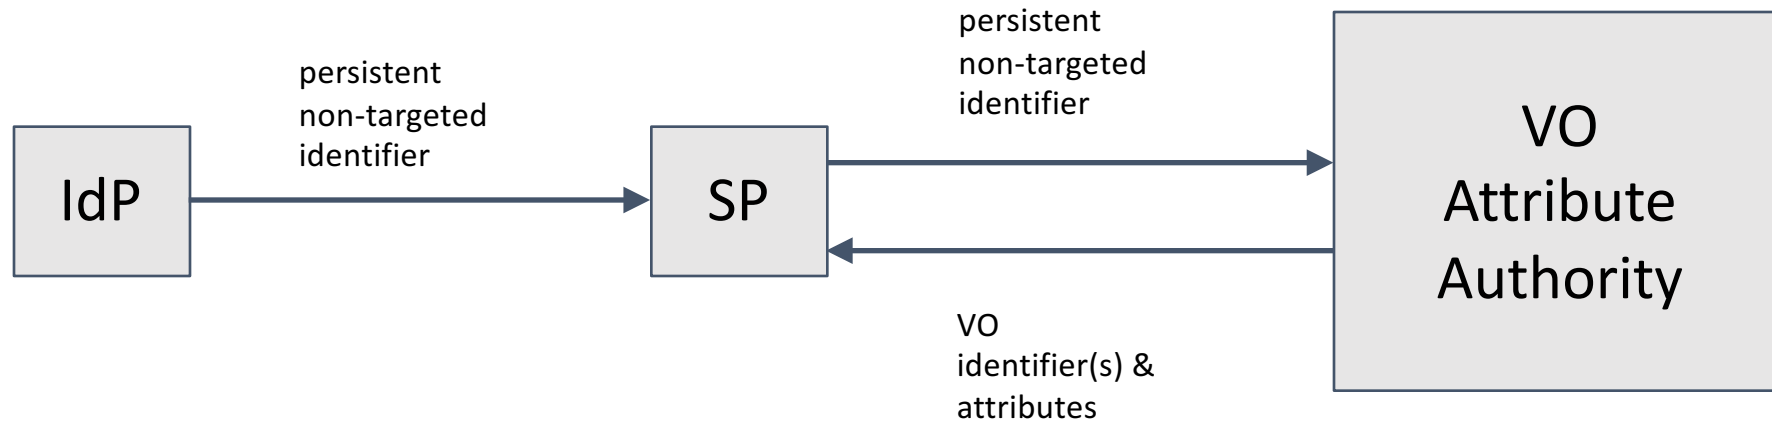 persistent
non-targeted
identifier
IdP
SP
persistent
non-targeted
identifier
VO
identifier(s) &
attributes
VO
Attribute
Authority